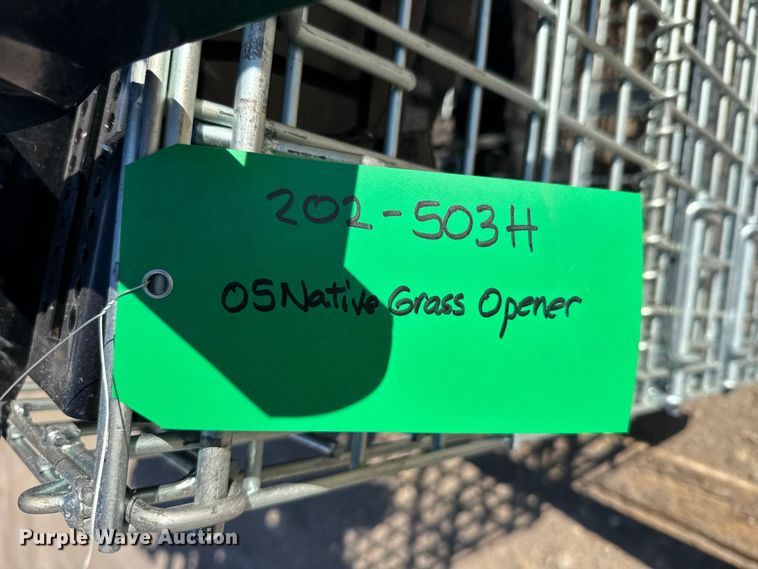 202-503H
05 Native Grass Opener
Purple Wave Auction